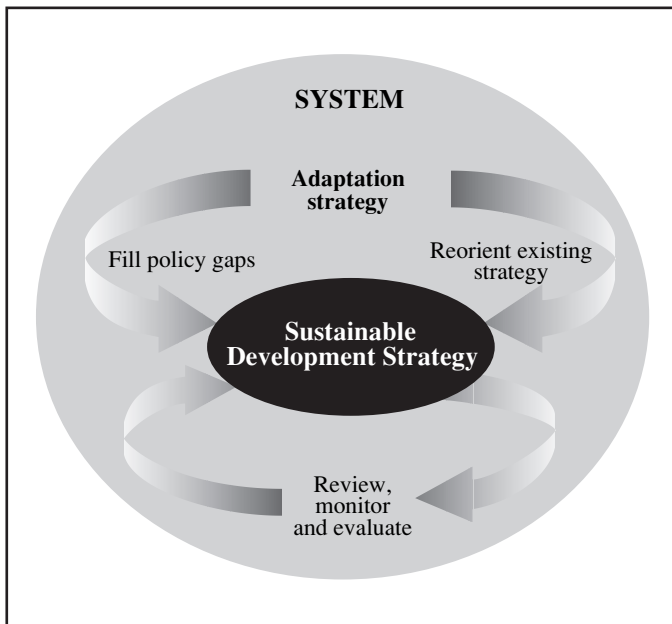 SYSTEM
Adaptation
strategy
Fill policy gaps
Reorient existing
strategy
Sustainable
Development Strategy
Review,
monitor
and evaluate